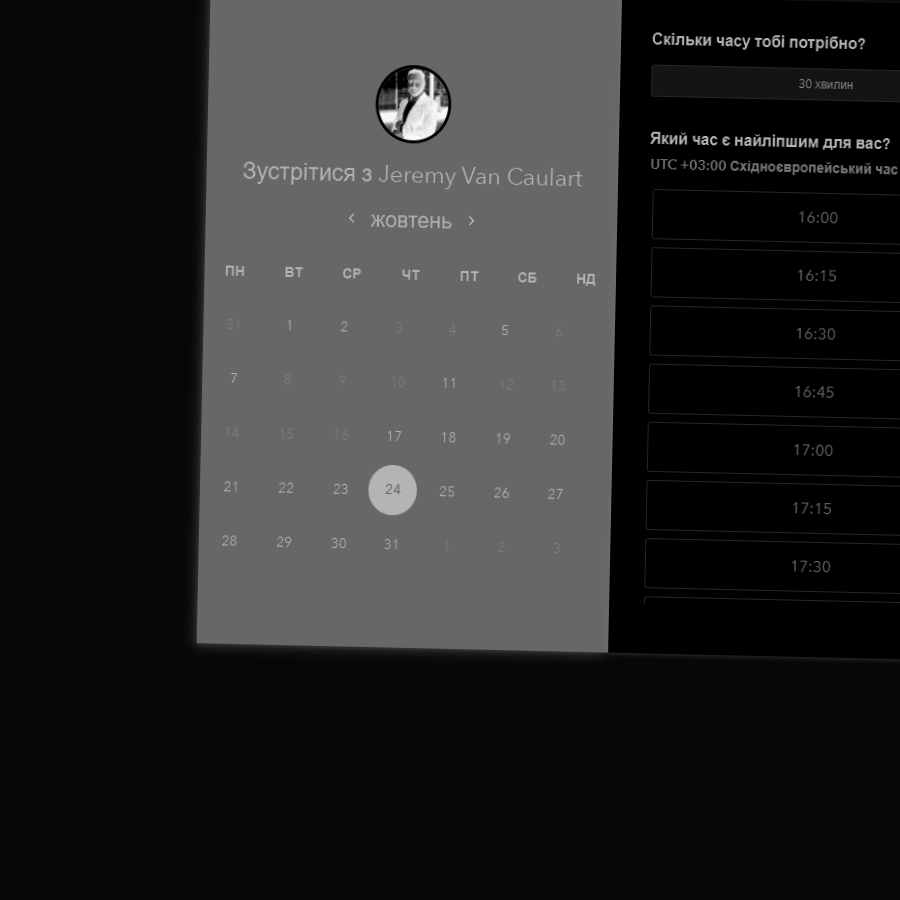 Зустрітися з Jeremy Van Caulart
‹ жовтень ›
ПН ВТ СР ЧТ ПТ СБ НД
31 1 2 3 4 5 6
7 8 9 10 11 12 13
14 15 16 17 18 19 20
21 22 23 24 25 26 27
28 29 30 31 1 2 3
Скільки часу тобі потрібно?
30 хвилин
Який час є найліпшим для вас?
UTC +03:00 Східноєвропейський час
16:00
16:15
16:30
16:45
17:00
17:15
17:30